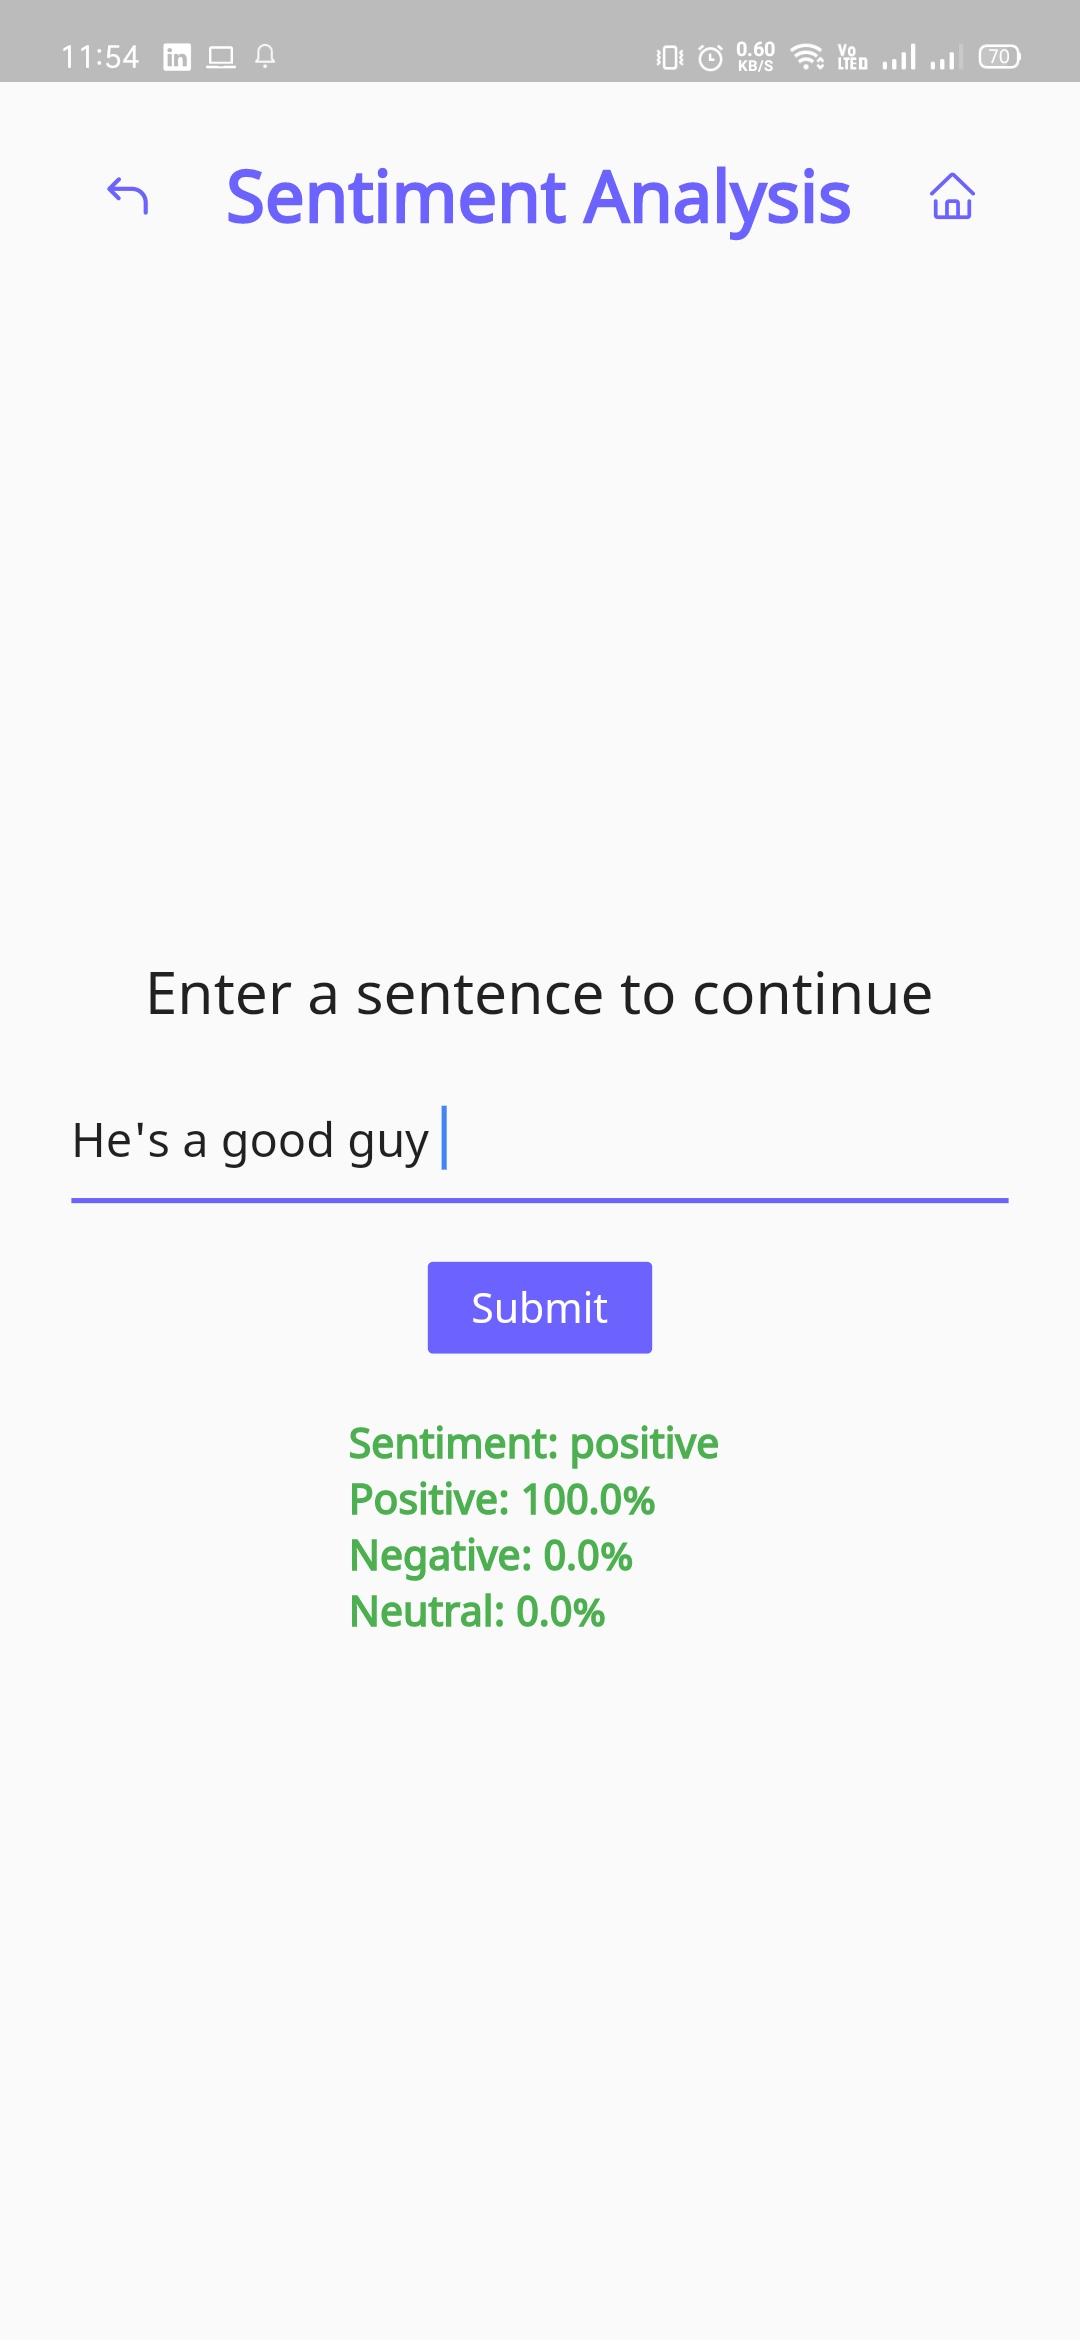 11:54 in 0.60 KB/S Vo LTE D 70
Sentiment Analysis
Enter a sentence to continue
He's a good guy
Submit
Sentiment: positive
Positive: 100.0%
Negative: 0.0%
Neutral: 0.0%